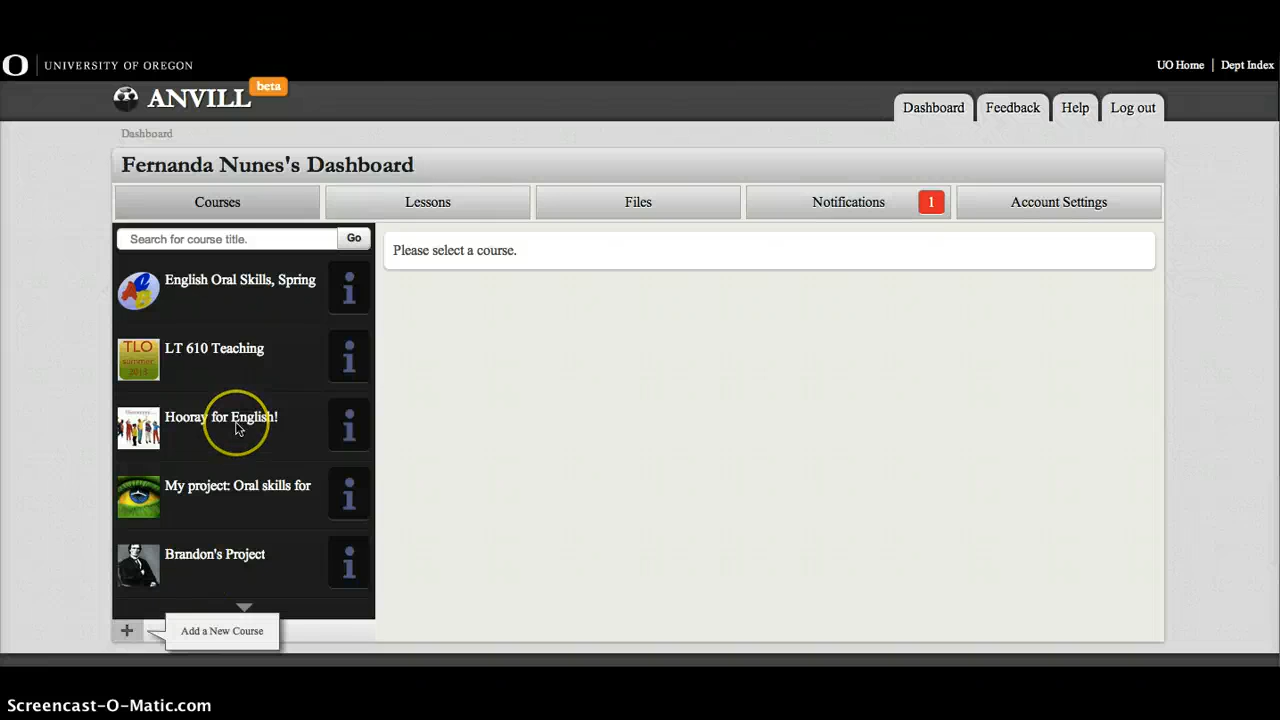 UNIVERSITY OF OREGON
UO Home | Dept Index
ANVILL beta
Dashboard Feedback Help Log out
Dashboard
Fernanda Nunes's Dashboard
Courses Lessons Files Notifications 1 Account Settings
Search for course title. Go
Please select a course.
English Oral Skills, Spring
TLO
summer
2013
LT 610 Teaching
Hooray for English!
My project: Oral skills for
Brandon's Project
+ Add a New Course
Screencast-O-Matic.com